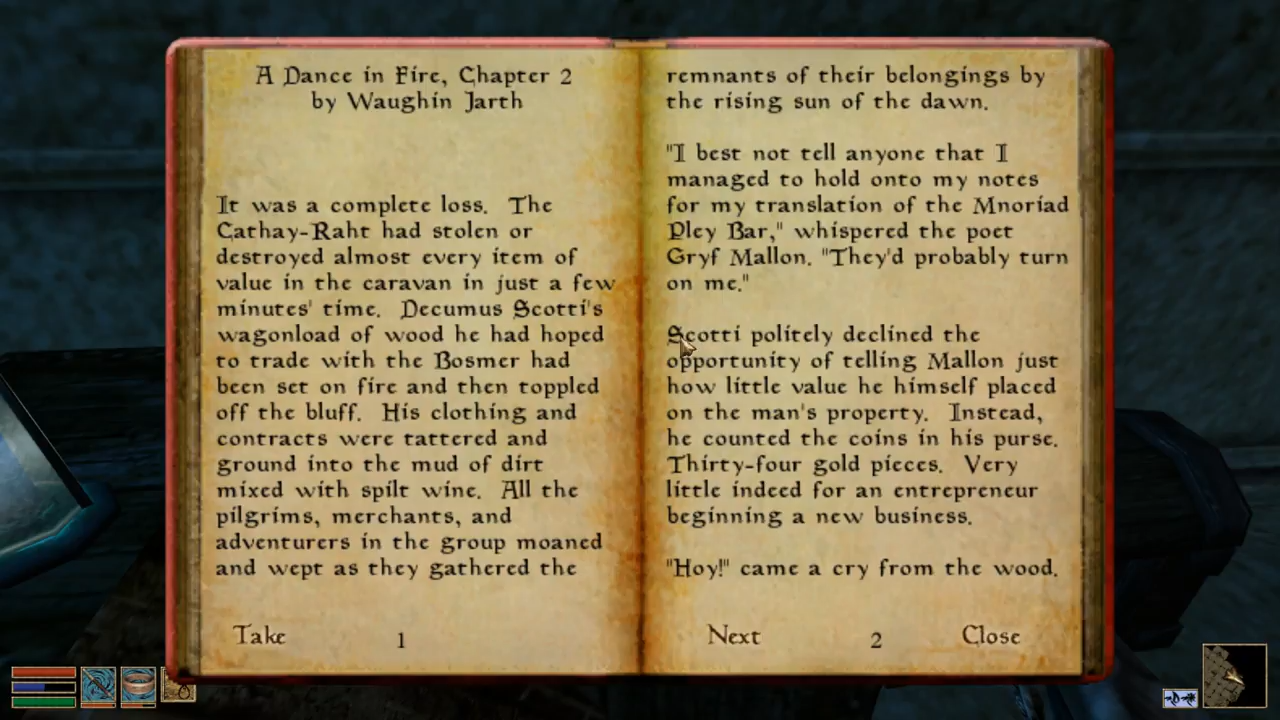 A Dance in Fire, Chapter 2
by Waughin Jarth
It was a complete loss. The
Cathay-Raht had stolen or
destroyed almost every item of
value in the caravan in just a few
minutes' time. Decumus Scotti's
wagonload of wood he had hoped
to trade with the Bosmer had
been set on fire and then toppled
off the bluff. His clothing and
contracts were tattered and
ground into the mud of dirt
mixed with spilt wine. All the
pilgrims, merchants, and
adventurers in the group moaned
and wept as they gathered the
Take
1
remnants of their belongings by
the rising sun of the dawn.
"I best not tell anyone that I
managed to hold onto my notes
for my translation of the Mnoriad
Pley Bar," whispered the poet
Gryf Mallon. "They'd probably turn
on me."
Scotti politely declined the
opportunity of telling Mallon just
how little value he himself placed
on the man's property. Instead,
he counted the coins in his purse.
Thirty-four gold pieces. Very
little indeed for an entrepreneur
beginning a new business.
"Hoy!" came a cry from the wood.
Next
2
Close